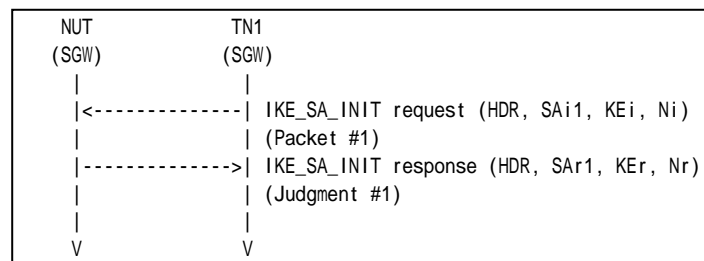 NUT TN1
(SGW) (SGW)
| |
|<--------------| IKE_SA_INIT request (HDR, SAi1, KEi, Ni)
| | (Packet #1)
|-------------->| IKE_SA_INIT response (HDR, SAr1, KEr, Nr)
| | (Judgment #1)
| |
V V